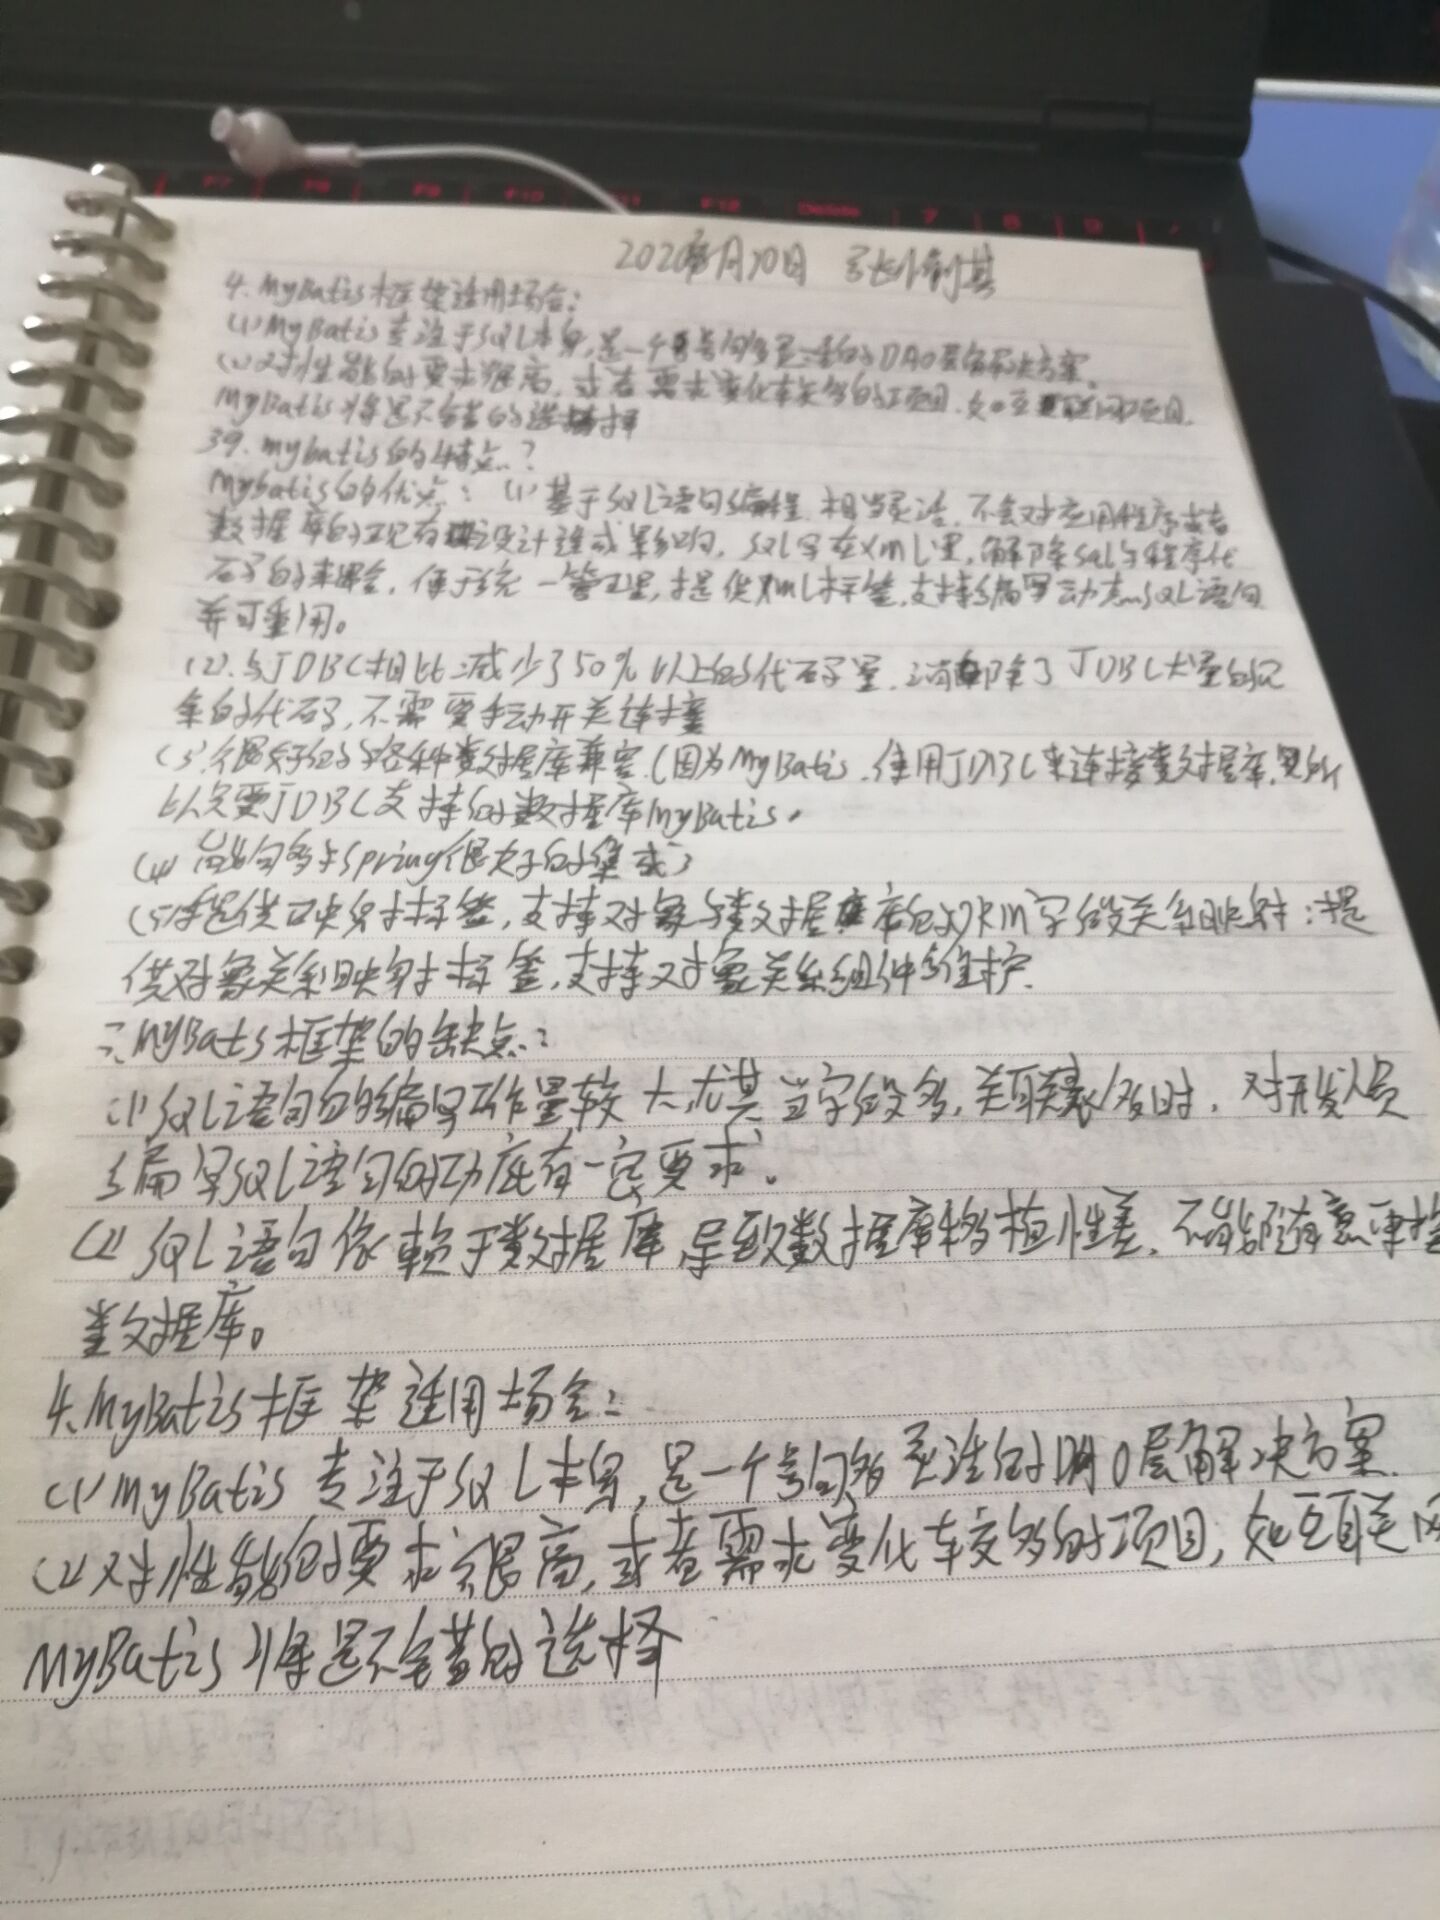 F7 F8 F9 F10 F11 F12 Delete 7 8 9
2020年 月10日
4. MyBatis框架适用场合:
(1) MyBatis专注于SQL本身,是一个足够灵活的DAO层解决方案。
(2) 对性能的要求很高,或者需求变化较多的项目,如互联网项目,
MyBatis将是不错的选择
39. mybatis的特点?
Mybatis的优点: (1) 基于SQL语句编程,相当灵活,不会对应用程序或者
数据库的现有设计造成影响,SQL写在XML里,解除sql与程序代
码的耦合,便于统一管理,提供XML标签,支持编写动态SQL语句
并可重用。
(2).与JDBC相比,减少了50%以上的代码量,消除了JDBC大量的冗
余的代码,不需要手动开关连接
(3).很好的与各种数据库兼容(因为MyBatis,使用JDBC来连接数据库,所
以只要JDBC支持的数据库MyBatis.
(4) 能够与Spring很好的集成
(5)提供映射标签,支持对象与数据库的ORM字段关系映射:提
供对象关系映射标签,支持对象关系组件维护.
三.MyBats框架的缺点:
(1) SQL语句的编写工作量较大,尤其当字段多,关联表多时,对开发人员
编写SQL语句的功底有一定要求.
(2) SQL语句依赖于数据库,导致数据库移植性差,不能随意更换
数据库。
4.MyBatis框架适用场合:
(1) MyBatis专注于SQL本身,是一个足够灵活的DAO层解决方案.
(2) 对性能的要求很高,或者需求变化较多的项目,如互联网
MyBatis将是不错的选择